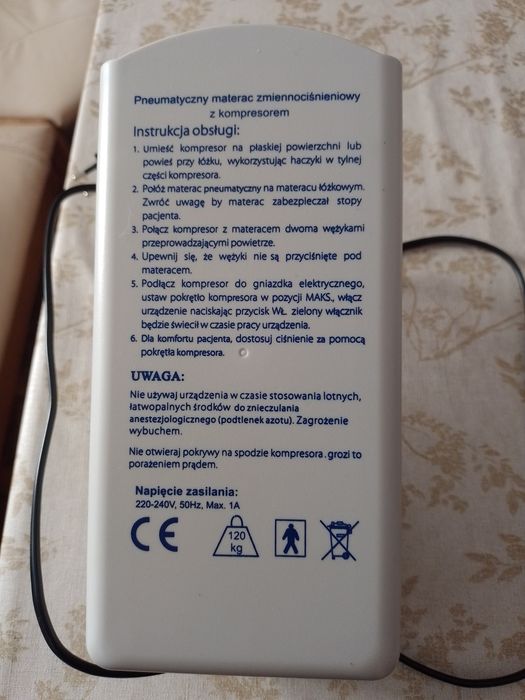 Pneumatyczny materac zmiennociśnieniowy
z kompresorem
Instrukcja obsługi:
1. Umieść kompresor na płaskiej powierzchni lub
powieś przy łóżku, wykorzystując haczyki w tylnej
części kompresora.
2. Połóż materac pneumatyczny na materacu łóżkowym.
Zwróć uwagę by materac zabezpieczał stopy
pacjenta.
3. Połącz kompresor z materacem dwoma wężykami
przeprowadzającymi powietrze.
4. Upewnij się, że wężyki nie są przyciśnięte pod
materacem.
5. Podłącz kompresor do gniazdka elektrycznego,
ustaw pokrętło kompresora w pozycji MAKS., włącz
urządzenie naciskając przycisk WŁ. zielony włącznik
będzie świecił w czasie pracy urządzenia.
6. Dla komfortu pacjenta, dostosuj ciśnienie za pomocą
pokrętła kompresora.
UWAGA:
Nie używaj urządzenia w czasie stosowania lotnych,
łatwopalnych środków do znieczulania
anestezjologicznego (podtlenek azotu). Zagrożenie
wybuchem.
Nie otwieraj pokrywy na spodzie kompresora. grozi to
porażeniem prądem.
Napięcie zasilania:
220-240V, 50Hz, Max. 1A
CE
120
kg